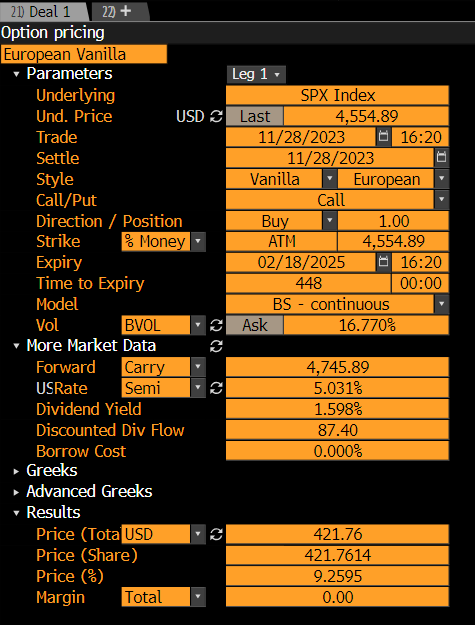 21) Deal 1 22) +
Option pricing
European Vanilla
Parameters Leg 1
Underlying SPX Index
Und. Price USD Last 4,554.89
Trade 11/28/2023 16:20
Settle 11/28/2023
Style Vanilla European
Call/Put Call
Direction / Position Buy 1.00
Strike % Money ATM 4,554.89
Expiry 02/18/2025 16:20
Time to Expiry 448 00:00
Model BS - continuous
Vol BVOL Ask 16.770%
More Market Data
Forward Carry 4,745.89
USRate Semi 5.031%
Dividend Yield 1.598%
Discounted Div Flow 87.40
Borrow Cost 0.000%
Greeks
Advanced Greeks
Results
Price (Tota USD 421.76
Price (Share) 421.7614
Price (%) 9.2595
Margin Total 0.00